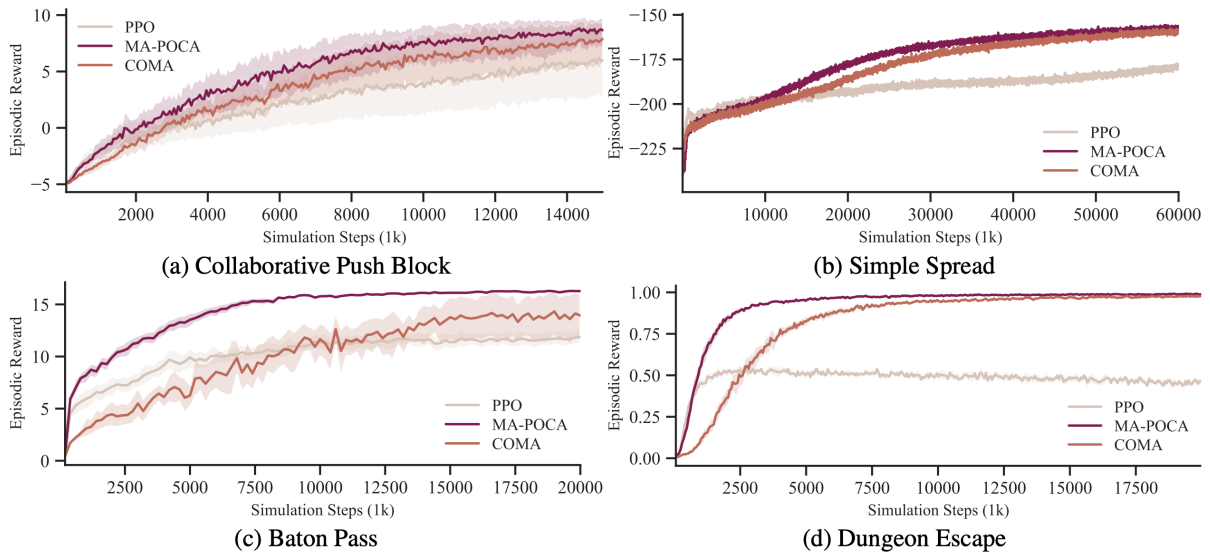 10
5
0
−5
Episodic Reward
PPO
MA-POCA
COMA
2000 4000 6000 8000 10000 12000 14000
Simulation Steps (1k)
(a) Collaborative Push Block
−150
−175
−200
−225
Episodic Reward
PPO
MA-POCA
COMA
10000 20000 30000 40000 50000 60000
Simulation Steps (1k)
(b) Simple Spread
15
10
5
0
Episodic Reward
PPO
MA-POCA
COMA
2500 5000 7500 10000 12500 15000 17500 20000
Simulation Steps (1k)
(c) Baton Pass
1.00
0.75
0.50
0.25
0.00
Episodic Reward
PPO
MA-POCA
COMA
2500 5000 7500 10000 12500 15000 17500
Simulation Steps (1k)
(d) Dungeon Escape